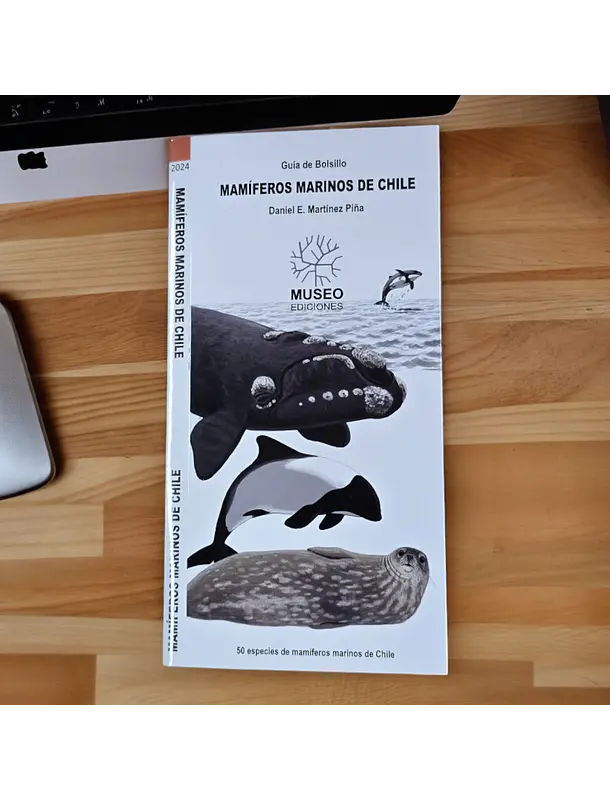 2024
MAMÍFEROS MARINOS DE CHILE
MAMÍFEROS MARINOS DE CHILE
Guía de Bolsillo
MAMÍFEROS MARINOS DE CHILE
Daniel E. Martínez Piña
MUSEO
EDICIONES
50 especies de mamíferos marinos de Chile